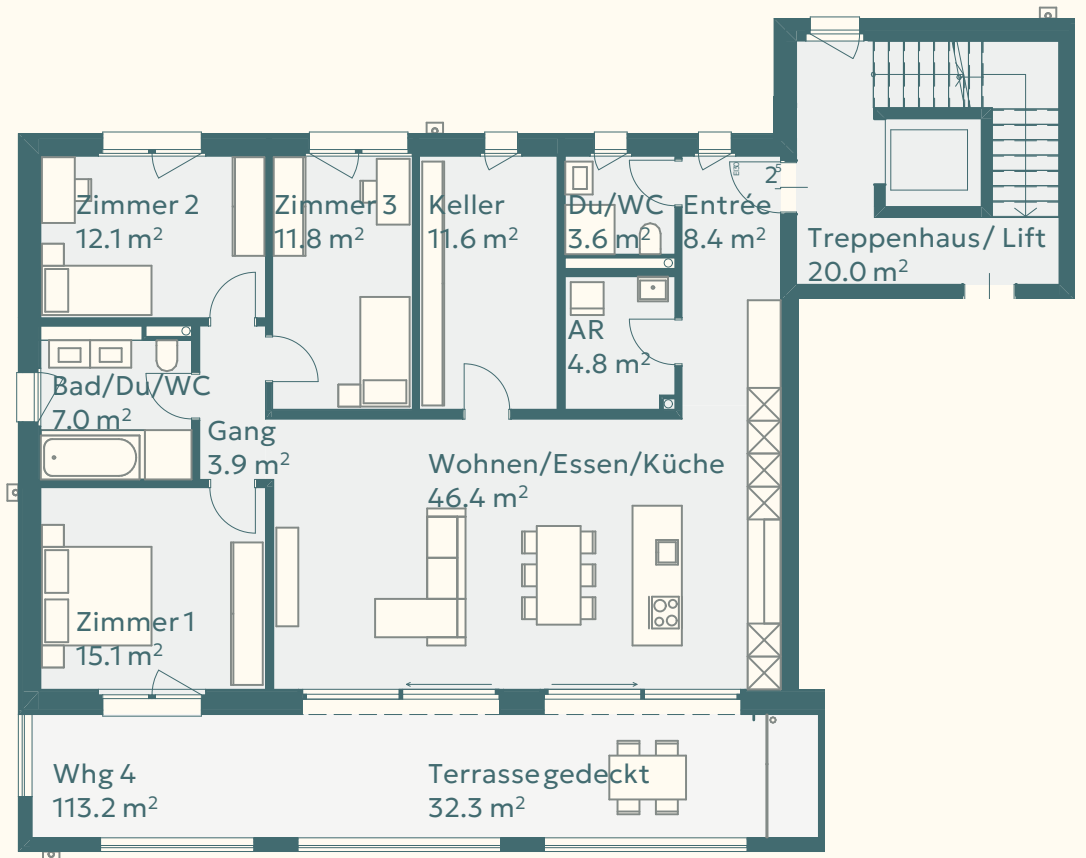 Zimmer 2
12.1 m²
Zimmer 3
11.8 m²
Keller
11.6 m²
Du/WC
3.6 m²
Entrée
8.4 m²
2⁵
Treppenhaus/ Lift
20.0 m²
AR
4.8 m²
Bad/Du/WC
7.0 m²
Gang
3.9 m²
Wohnen/Essen/Küche
46.4 m²
Zimmer 1
15.1 m²
Whg 4
113.2 m²
Terrasse gedeckt
32.3 m²